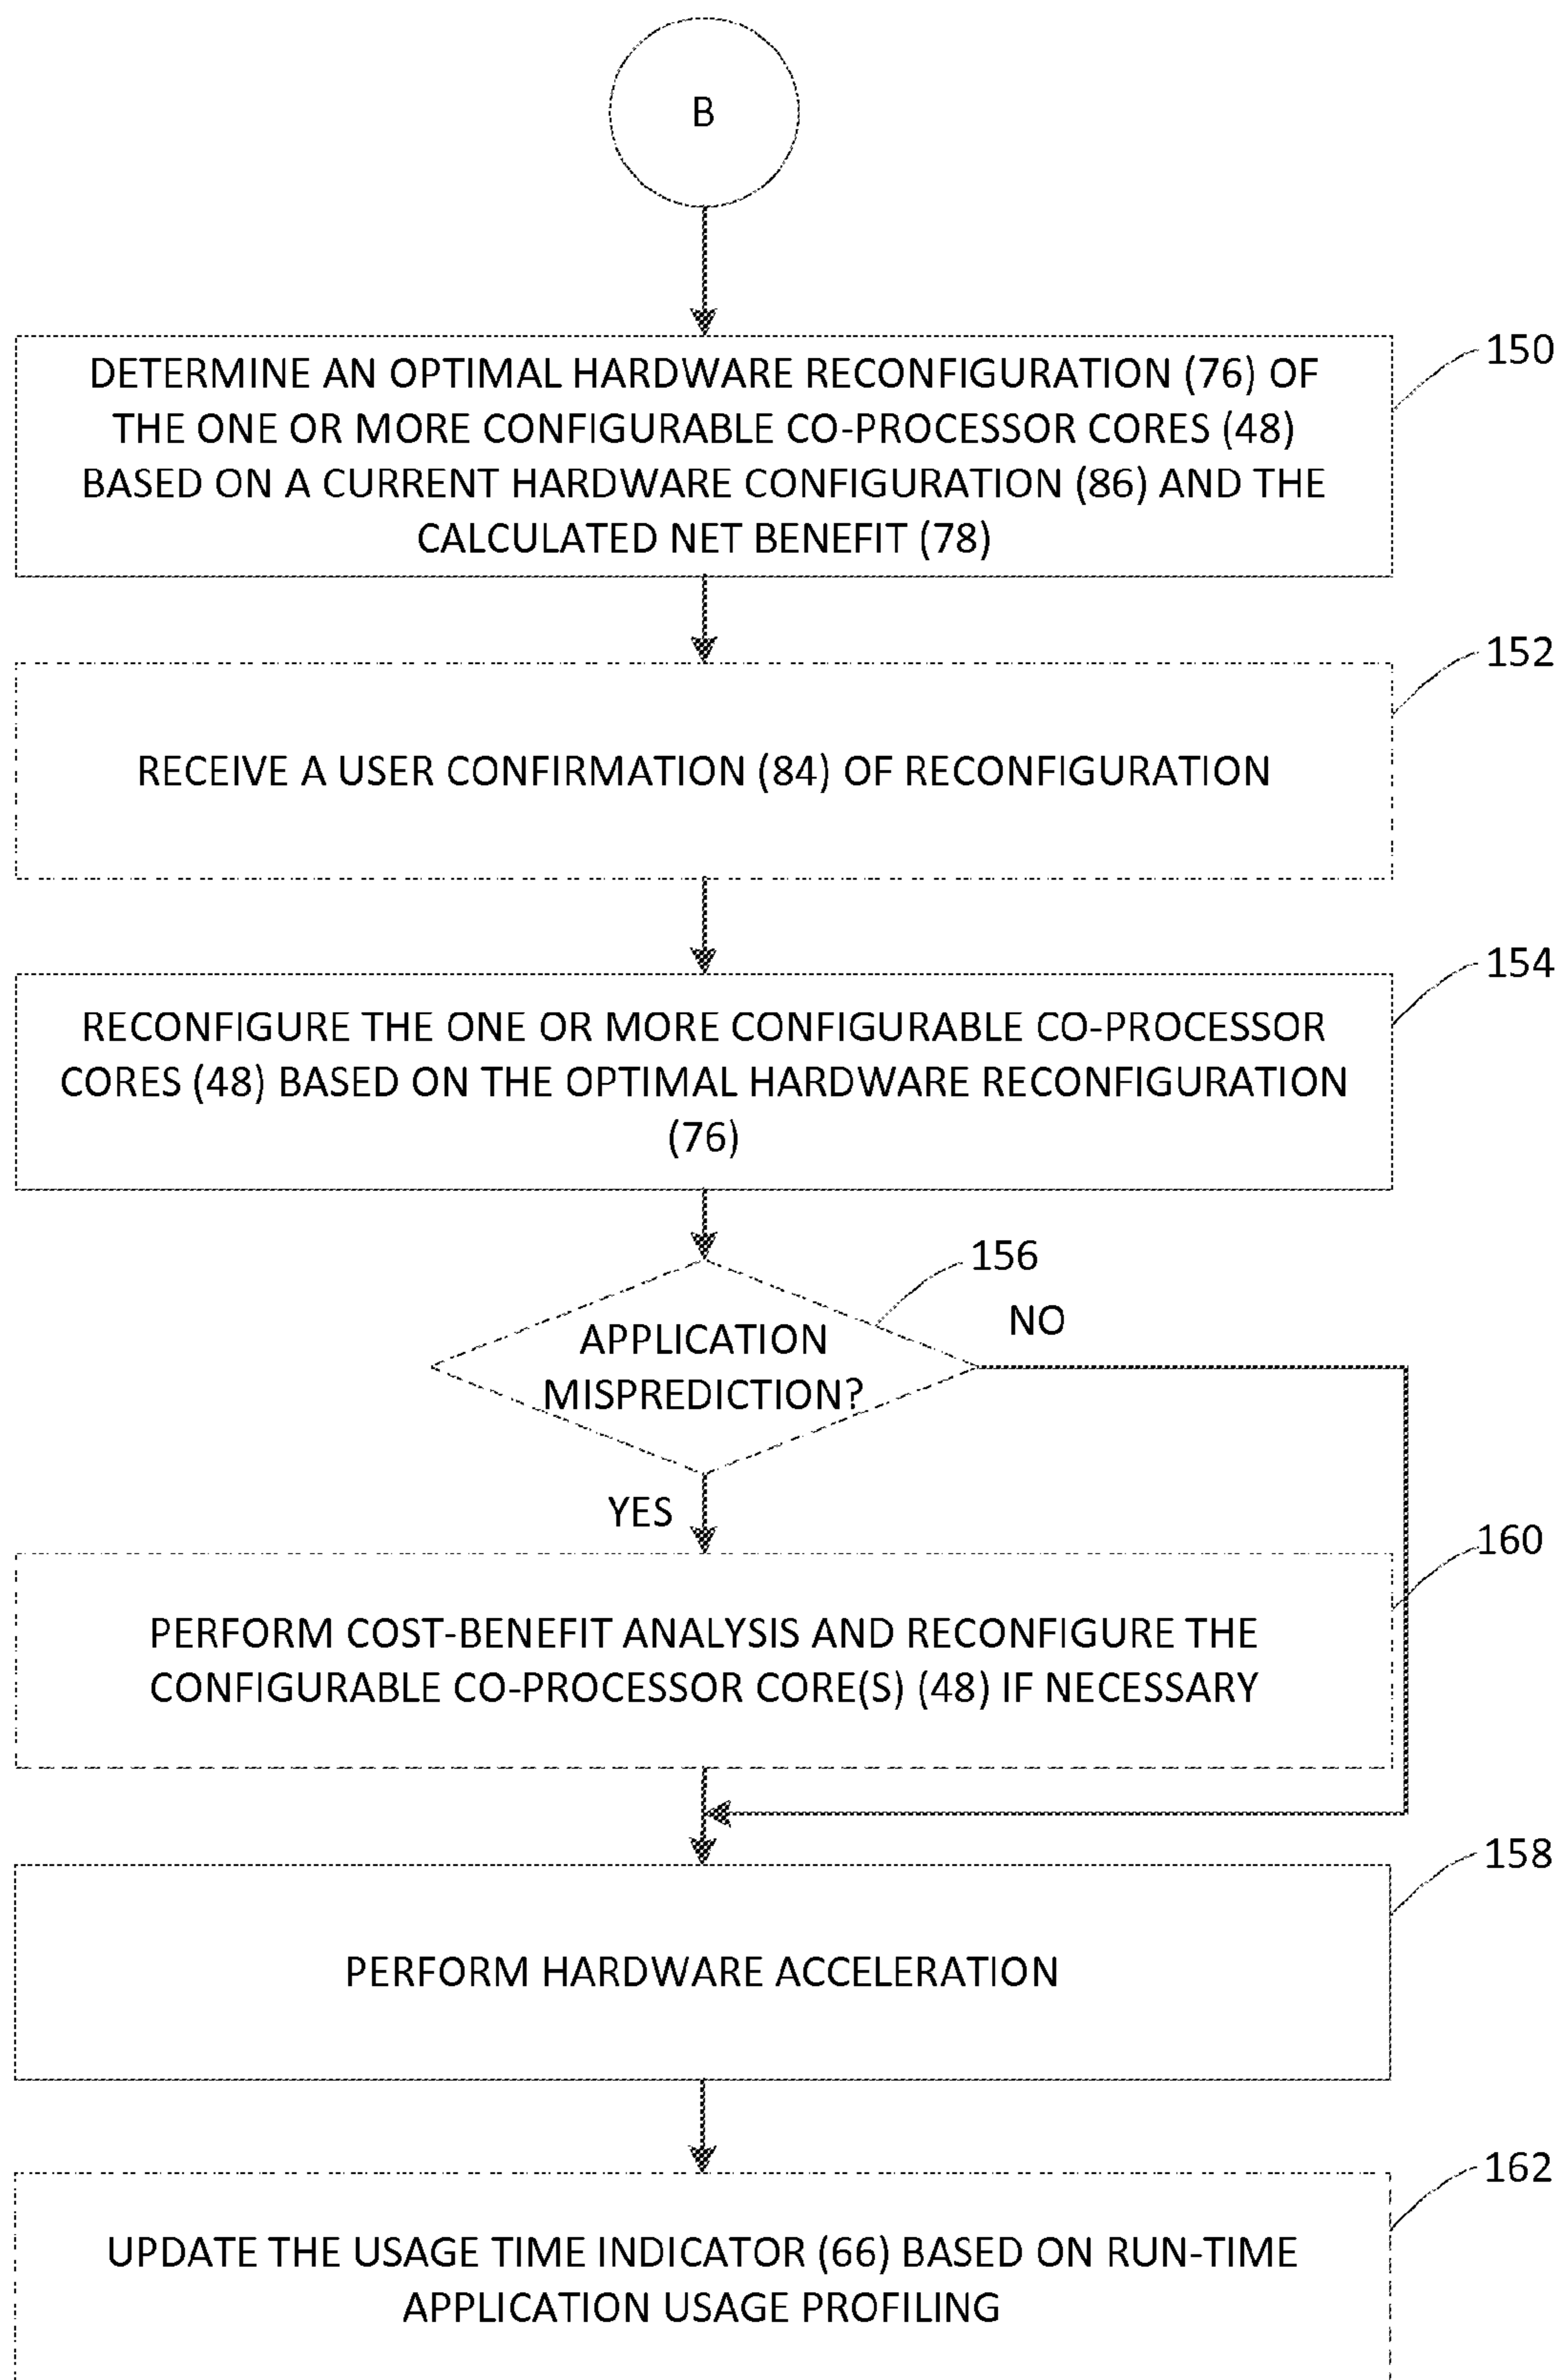 B
150
DETERMINE AN OPTIMAL HARDWARE RECONFIGURATION (76) OF
THE ONE OR MORE CONFIGURABLE CO-PROCESSOR CORES (48)
BASED ON A CURRENT HARDWARE CONFIGURATION (86) AND THE
CALCULATED NET BENEFIT (78)
152
RECEIVE A USER CONFIRMATION (84) OF RECONFIGURATION
154
RECONFIGURE THE ONE OR MORE CONFIGURABLE CO-PROCESSOR
CORES (48) BASED ON THE OPTIMAL HARDWARE RECONFIGURATION
(76)
156
NO
APPLICATION
MISPREDICTION?
YES
160
PERFORM COST-BENEFIT ANALYSIS AND RECONFIGURE THE
CONFIGURABLE CO-PROCESSOR CORE(S) (48) IF NECESSARY
158
PERFORM HARDWARE ACCELERATION
162
UPDATE THE USAGE TIME INDICATOR (66) BASED ON RUN-TIME
APPLICATION USAGE PROFILING